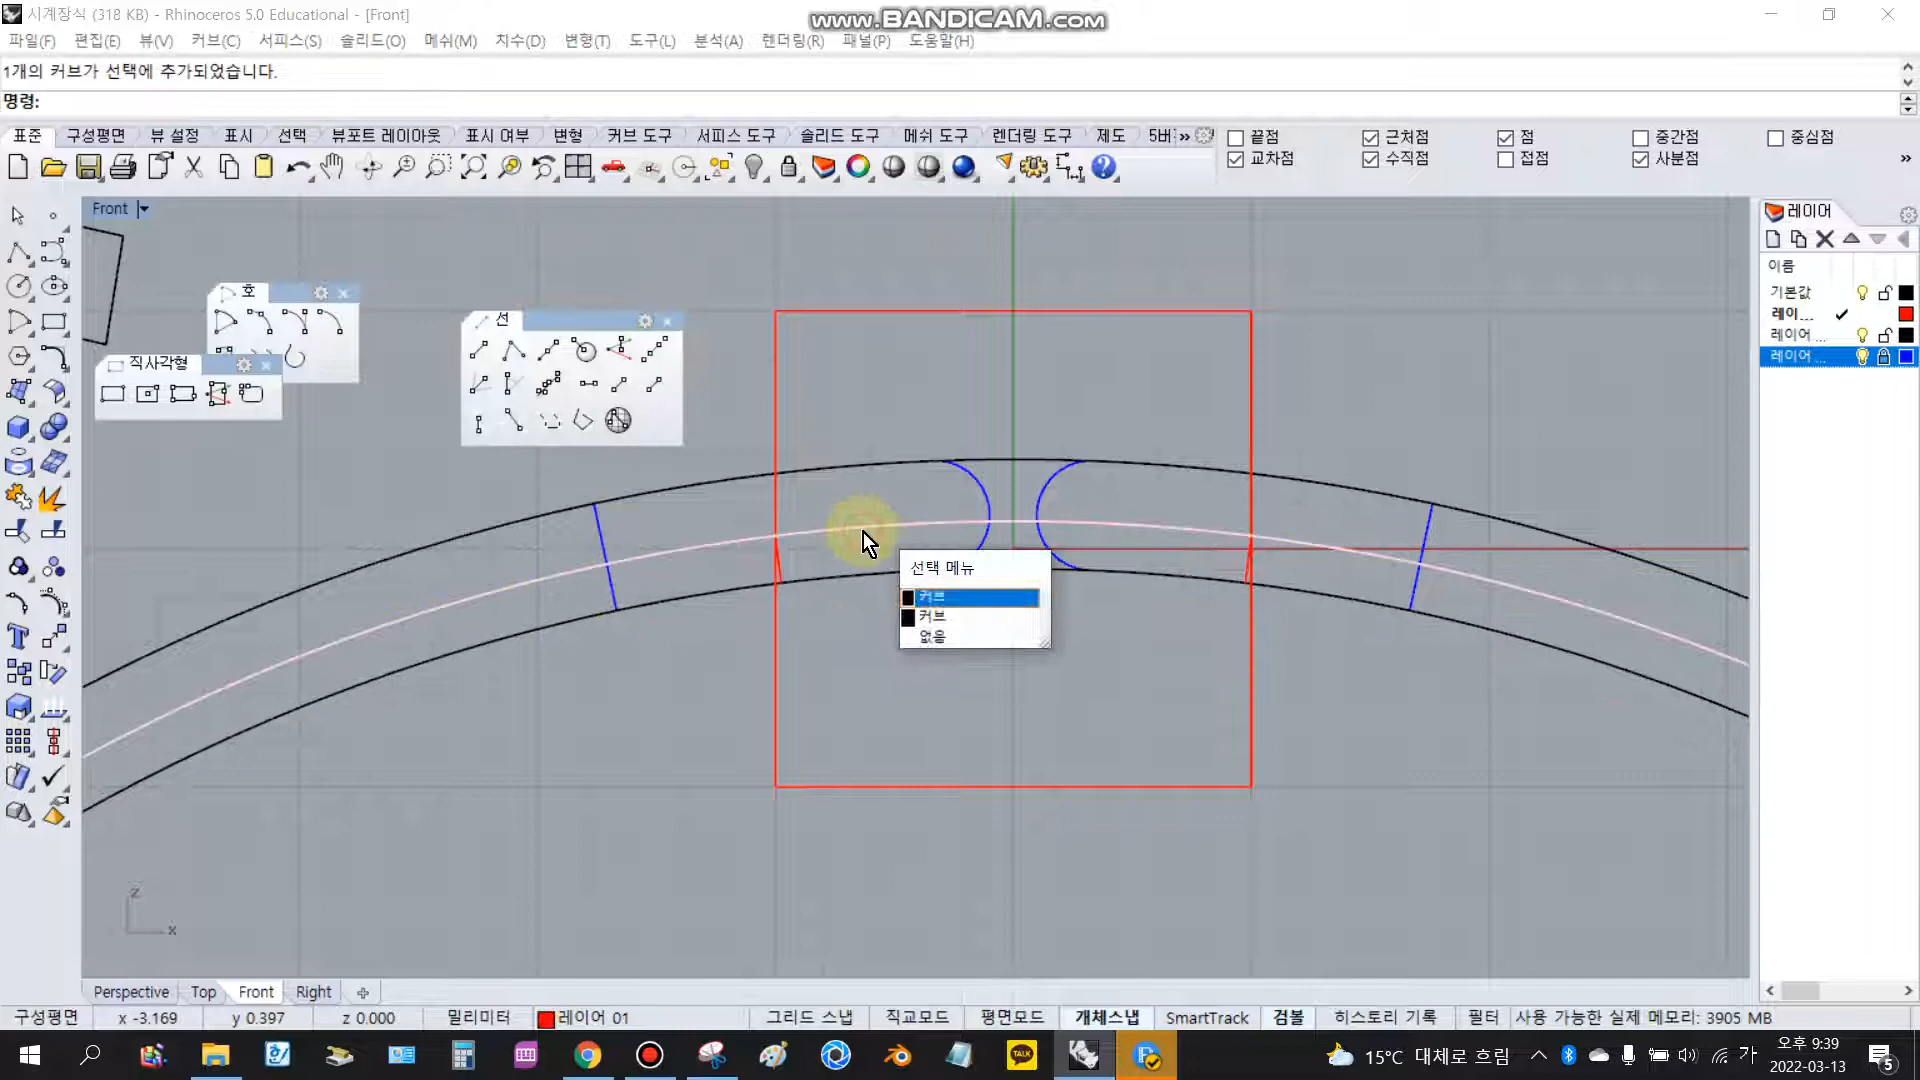 시계장식 (318 KB) - Rhinoceros 5.0 Educational - [Front]
www.BANDICAM.com
파일(F) 편집(E) 뷰(V) 커브(C) 서피스(S) 솔리드(O) 메쉬(M) 치수(D) 변형(T) 도구(L) 분석(A) 렌더링(R) 패널(P) 도움말(H)
1개의 커브가 선택에 추가되었습니다.
명령:
표준 구성평면 뷰 설정 표시 선택 뷰포트 레이아웃 표시 여부 변형 커브 도구 서피스 도구 솔리드 도구 메쉬 도구 렌더링 도구 제도 5버
끝점 근처점 점 중간점 중심점
교차점 수직점 접점 사분점
Front
레이어
이름
기본값
레이...
레이어
레이어 ...
호
선
직사각형
선택 메뉴
커브
커브
없음
z
x
Perspective Top Front Right
구성평면 x -3.169 y 0.397 z 0.000 밀리미터 레이어 01 그리드 스냅 직교모드 평면모드 개체스냅 SmartTrack 검볼 히스토리 기록 필터 사용 가능한 실제 메모리: 3905 MB
TALK
15°C 대체로 흐림
가
오후 9:39
2022-03-13
5